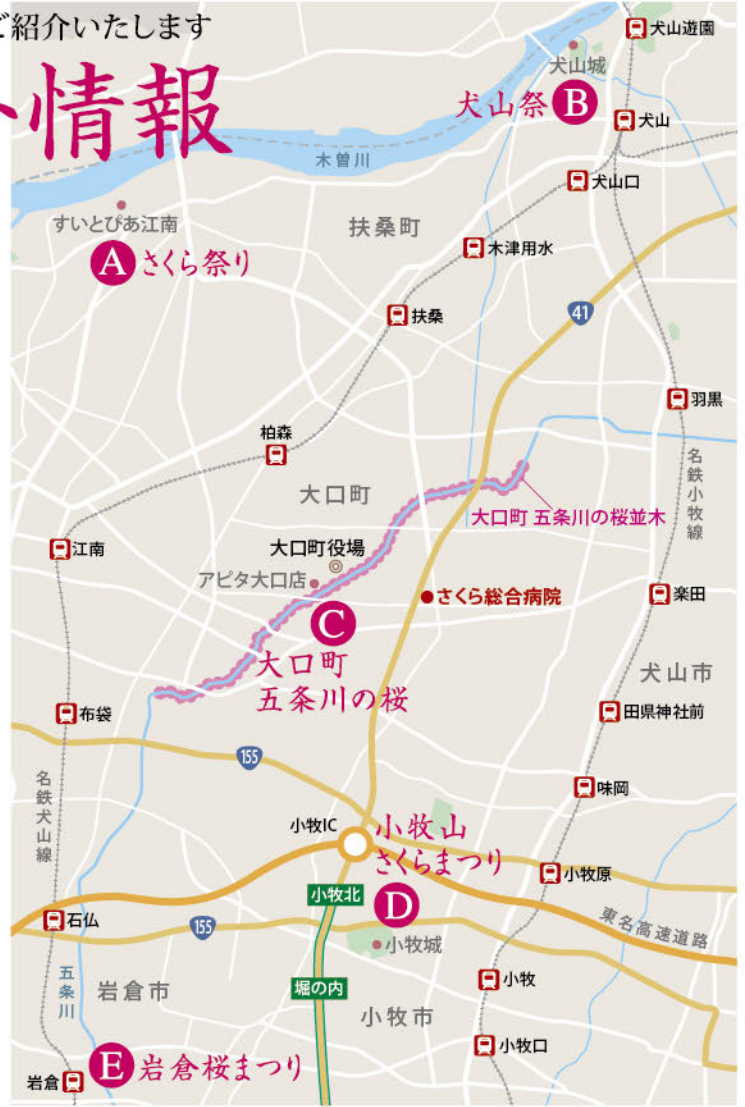 ご紹介いたします
ト情報
犬山遊園
犬山城
犬山祭 B
犬山
木曽川
犬山口
すいとぴあ江南
扶桑町
A さくら祭り
木津用水
扶桑
41
羽黒
柏森
名鉄小牧線
大口町
大口町 五条川の桜並木
江南
大口町役場
アピタ大口店
さくら総合病院
楽田
C
大口町
五条川の桜
犬山市
布袋
田県神社前
155
名鉄犬山線
味岡
小牧IC
小牧山
さくらまつり
小牧原
小牧北
D
石仏
155
東名高速道路
小牧城
五条川
岩倉市
堀の内
小牧
小牧市
小牧口
岩倉
E 岩倉桜まつり